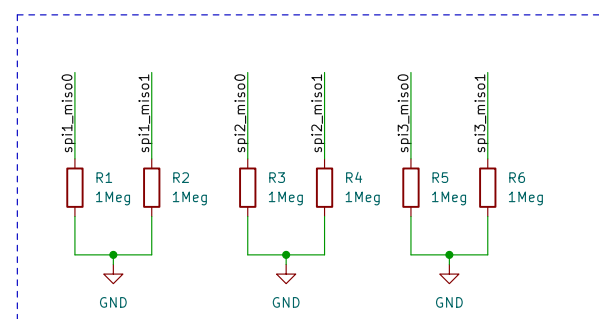 spi1_miso0
spi1_miso1
spi2_miso0
spi2_miso1
spi3_miso0
spi3_miso1
R1
1Meg
R2
1Meg
R3
1Meg
R4
1Meg
R5
1Meg
R6
1Meg
GND
GND
GND